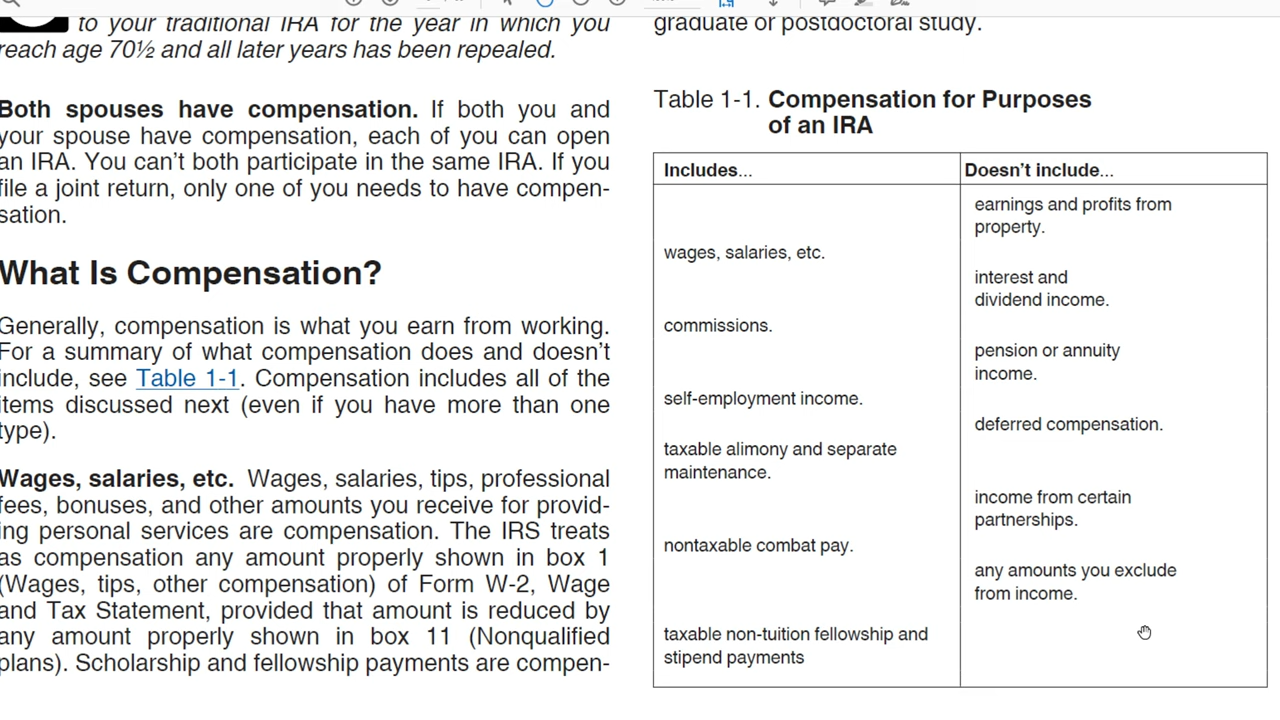 to your traditional IRA for the year in which you
reach age 70½ and all later years has been repealed.
Both spouses have compensation. If both you and
your spouse have compensation, each of you can open
an IRA. You can't both participate in the same IRA. If you
file a joint return, only one of you needs to have compen-
sation.
What Is Compensation?
Generally, compensation is what you earn from working.
For a summary of what compensation does and doesn't
include, see Table 1-1. Compensation includes all of the
items discussed next (even if you have more than one
type).
Wages, salaries, etc. Wages, salaries, tips, professional
fees, bonuses, and other amounts you receive for provid-
ing personal services are compensation. The IRS treats
as compensation any amount properly shown in box 1
(Wages, tips, other compensation) of Form W-2, Wage
and Tax Statement, provided that amount is reduced by
any amount properly shown in box 11 (Nonqualified
plans). Scholarship and fellowship payments are compen-
graduate or postdoctoral study.
Table 1-1. Compensation for Purposes
of an IRA
Includes...
Doesn't include...
earnings and profits from
property.
wages, salaries, etc.
interest and
dividend income.
commissions.
pension or annuity
income.
self-employment income.
deferred compensation.
taxable alimony and separate
maintenance.
income from certain
partnerships.
nontaxable combat pay.
any amounts you exclude
from income.
taxable non-tuition fellowship and
stipend payments